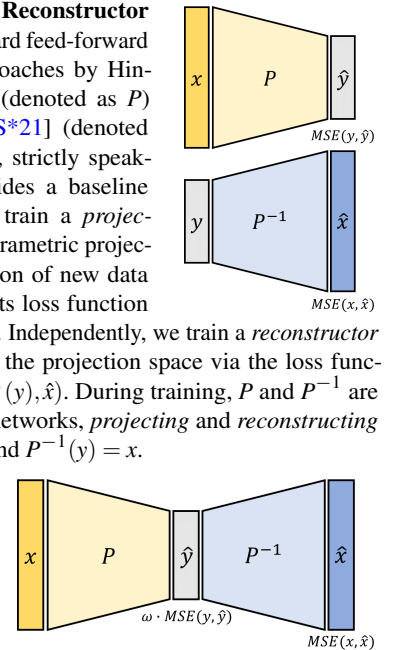 Reconstructor
ard feed-forward
oaches by Hin-
(denoted as P)
S*21] (denoted
, strictly speak-
ides a baseline
train a projec-
rametric projec-
ion of new data
ts loss function
. Independently, we train a reconstructor
the projection space via the loss func-
(y), x̂). During training, P and P⁻¹ are
etworks, projecting and reconstructing
nd P⁻¹(y) = x.
x P ŷ
MSE(y,ŷ)
y P⁻¹ x̂
MSE(x,x̂)
x P ŷ P⁻¹ x̂
ω · MSE(y,ŷ)
MSE(x,x̂)